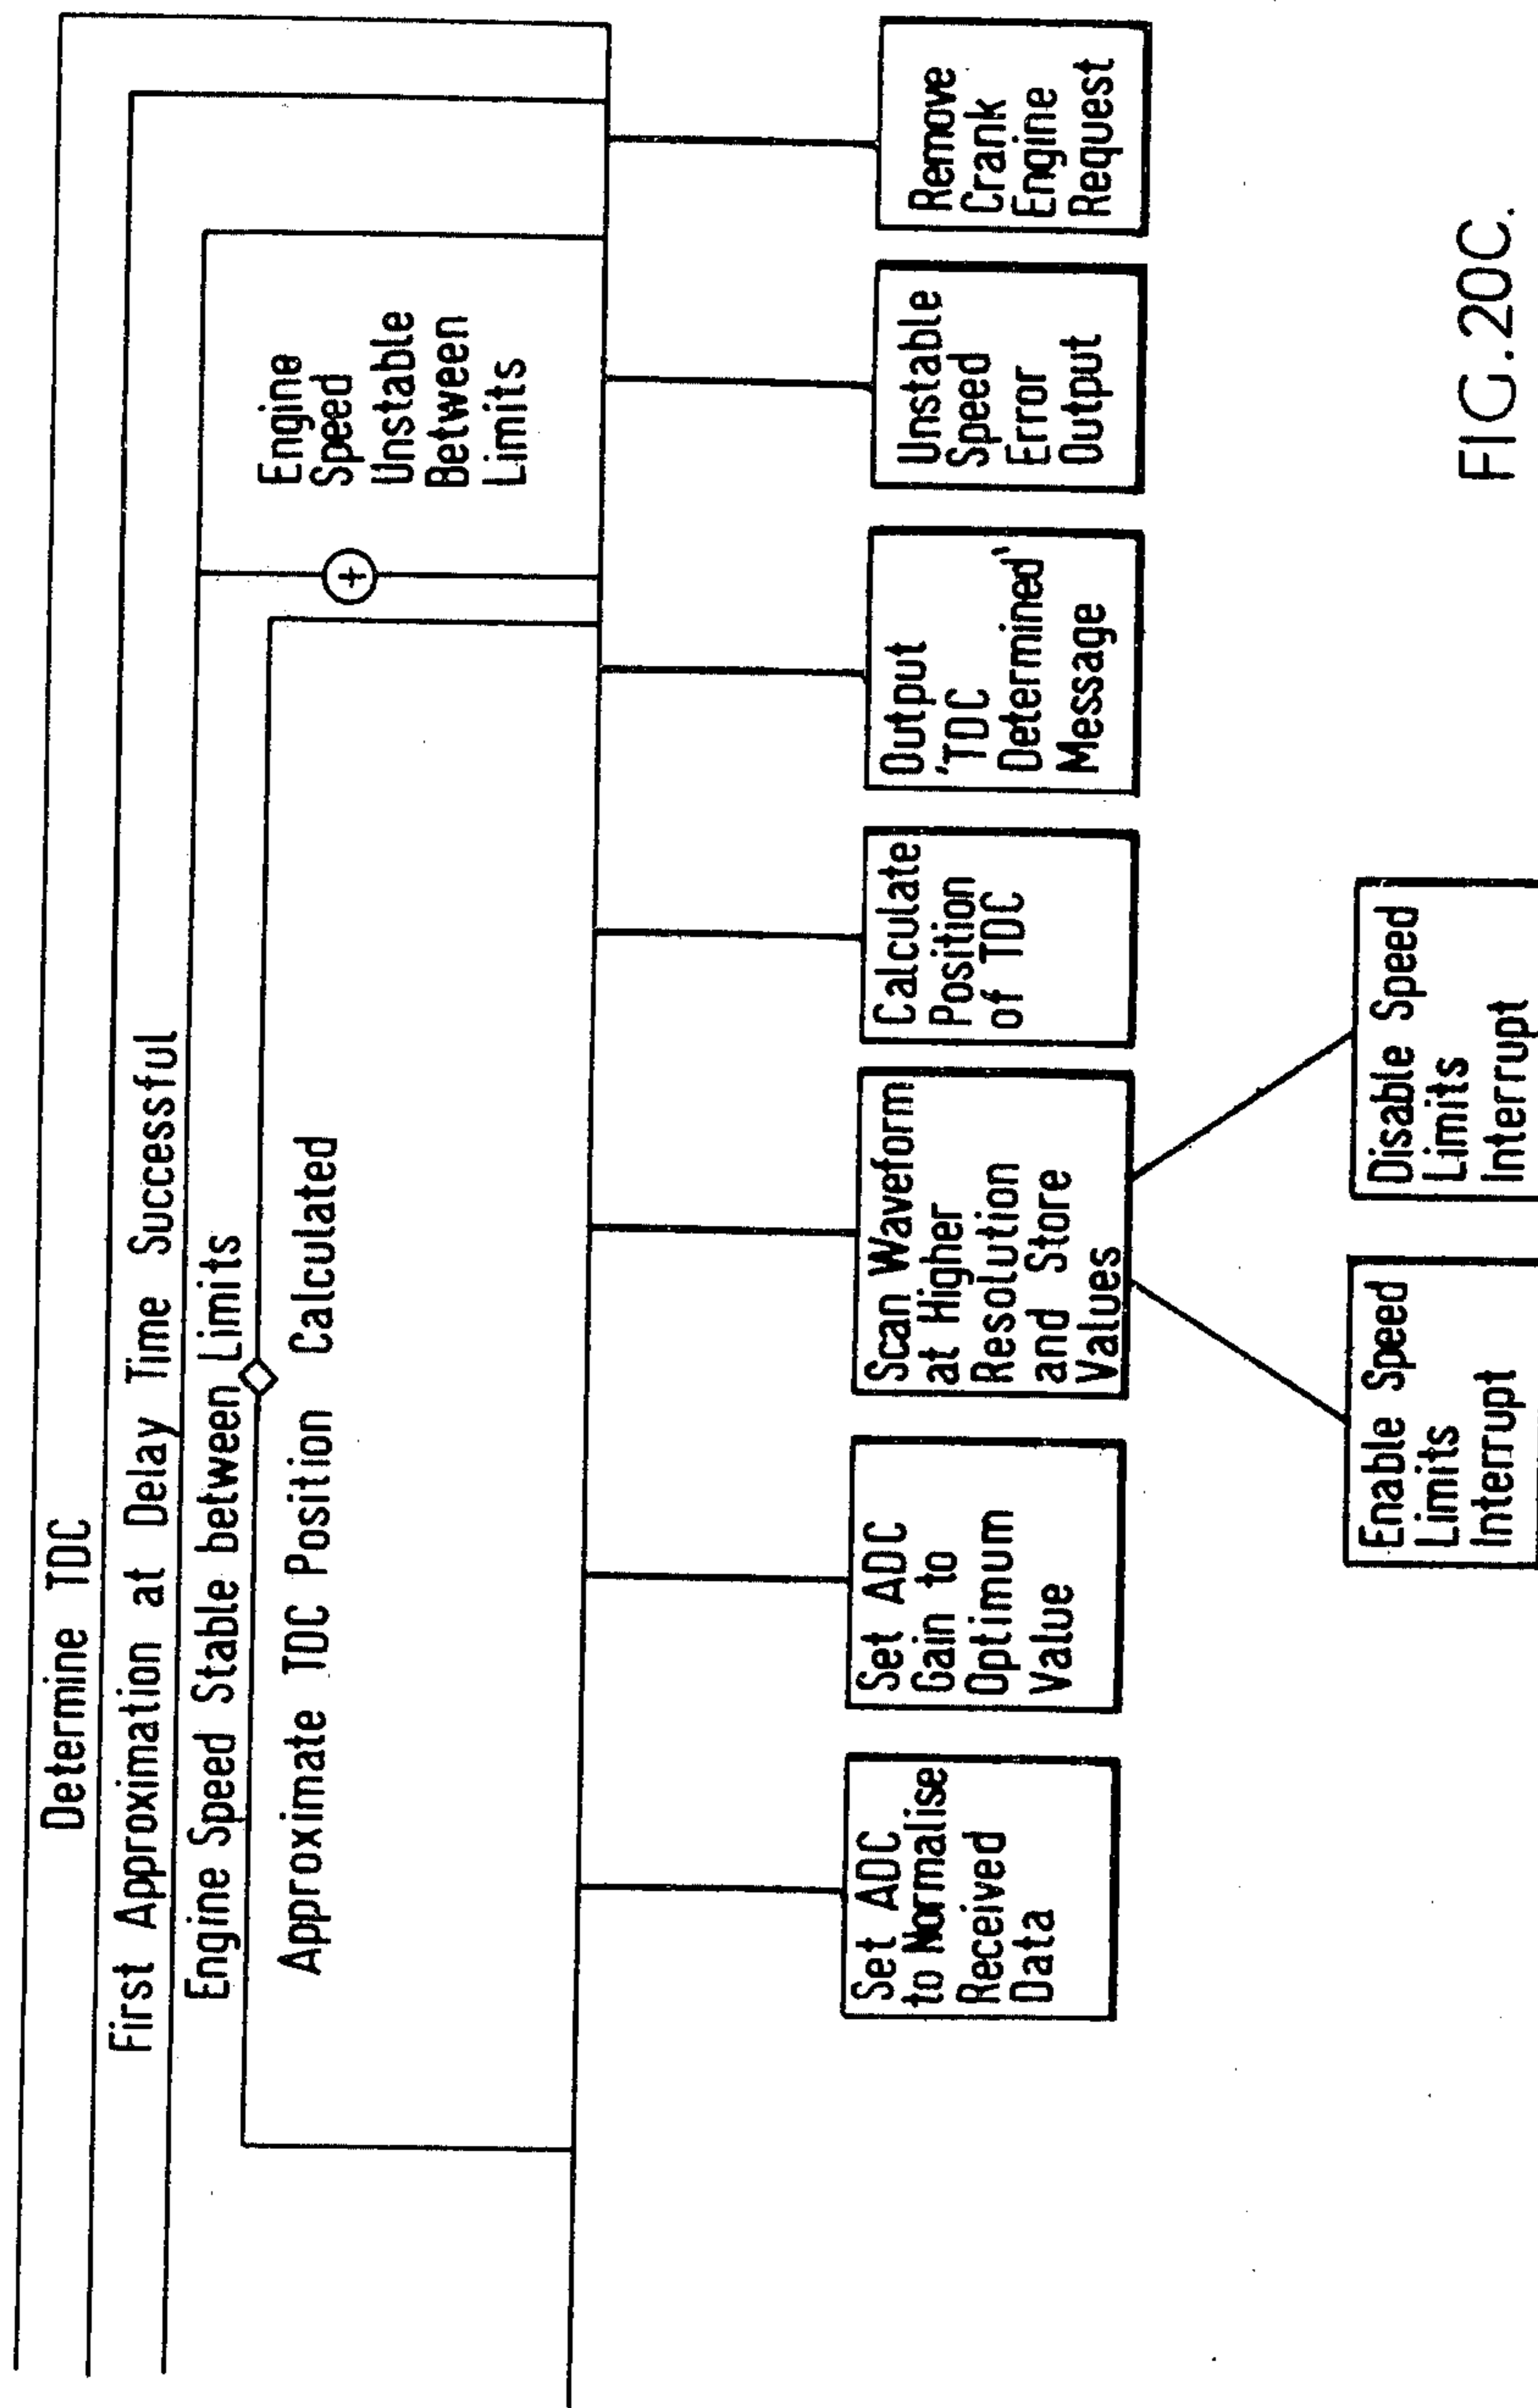 Determine TDC
First Approximation at Delay Time Successful
Engine Speed Stable between Limits
Approximate TDC Position Calculated
Engine
Speed
Unstable
Between
Limits
+
Set ADC
to Normalise
Received
Data
Set ADC
Gain to
Optimum
Value
Scan Waveform
at Higher
Resolution
and Store
Values
Calculate
Position
of TDC
Output
'TDC
Determined'
Message
Unstable
Speed
Error
Output
Remove
Crank
Engine
Request
Enable Speed
Limits
Interrupt
Disable Speed
Limits
Interrupt
FIG.20C.